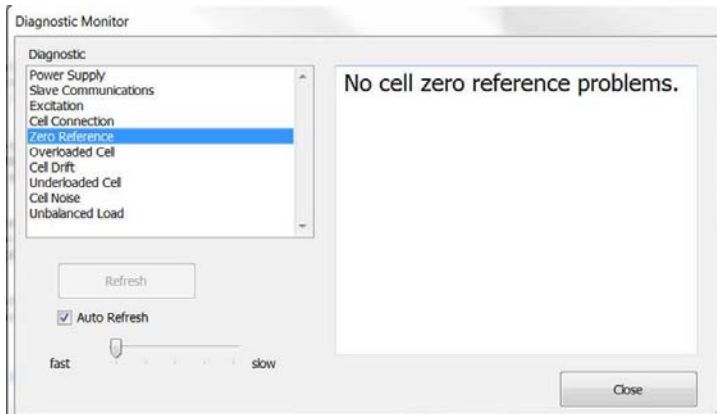 Diagnostic Monitor
Diagnostic
Power Supply
Slave Communications
Excitation
Cell Connection
Zero Reference
Overloaded Cell
Cell Drift
Underloaded Cell
Cell Noise
Unbalanced Load
No cell zero reference problems.
Refresh
Auto Refresh
fast
slow
Close